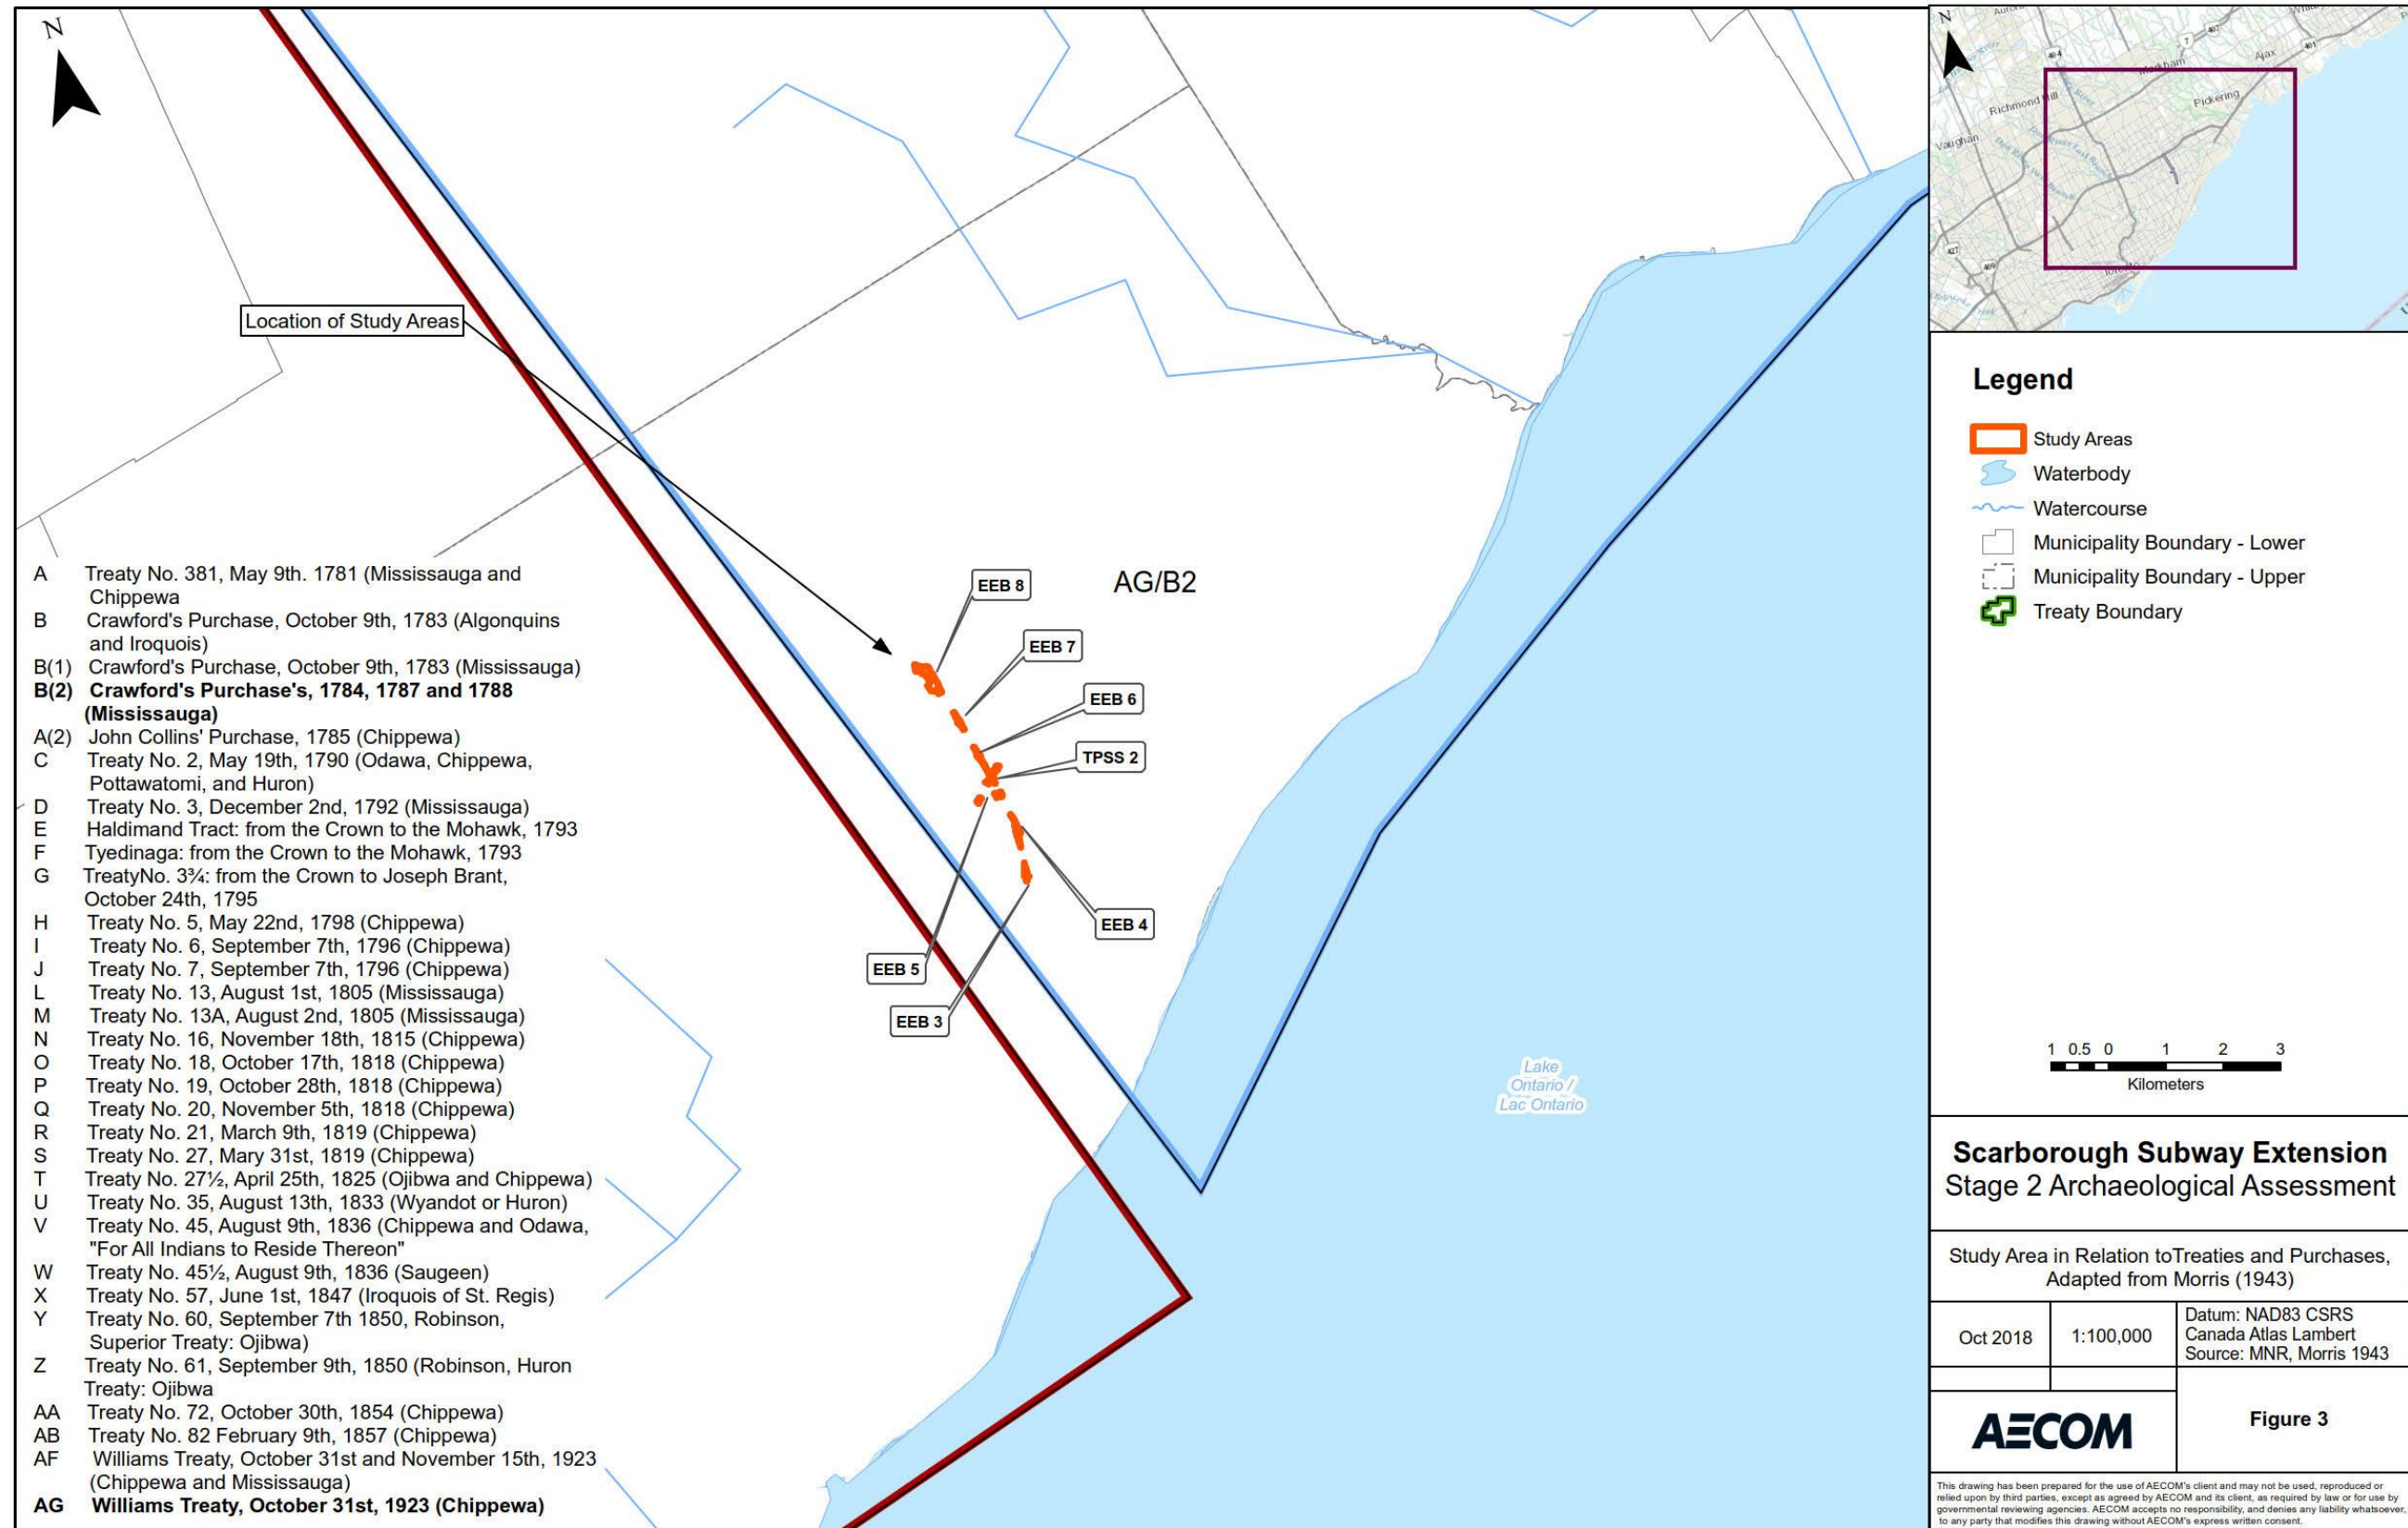 N
Location of Study Areas
EEB 8
AG/B2
EEB 7
EEB 6
TPSS 2
EEB 4
EEB 5
EEB 3
Lake
Ontario /
Lac Ontario
A Treaty No. 381, May 9th. 1781 (Mississauga and
Chippewa
B Crawford's Purchase, October 9th, 1783 (Algonquins
and Iroquois)
B(1) Crawford's Purchase, October 9th, 1783 (Mississauga)
B(2) Crawford's Purchase's, 1784, 1787 and 1788
(Mississauga)
A(2) John Collins' Purchase, 1785 (Chippewa)
C Treaty No. 2, May 19th, 1790 (Odawa, Chippewa,
Pottawatomi, and Huron)
D Treaty No. 3, December 2nd, 1792 (Mississauga)
E Haldimand Tract: from the Crown to the Mohawk, 1793
F Tyedinaga: from the Crown to the Mohawk, 1793
G TreatyNo. 3¾: from the Crown to Joseph Brant,
October 24th, 1795
H Treaty No. 5, May 22nd, 1798 (Chippewa)
I Treaty No. 6, September 7th, 1796 (Chippewa)
J Treaty No. 7, September 7th, 1796 (Chippewa)
L Treaty No. 13, August 1st, 1805 (Mississauga)
M Treaty No. 13A, August 2nd, 1805 (Mississauga)
N Treaty No. 16, November 18th, 1815 (Chippewa)
O Treaty No. 18, October 17th, 1818 (Chippewa)
P Treaty No. 19, October 28th, 1818 (Chippewa)
Q Treaty No. 20, November 5th, 1818 (Chippewa)
R Treaty No. 21, March 9th, 1819 (Chippewa)
S Treaty No. 27, Mary 31st, 1819 (Chippewa)
T Treaty No. 27½, April 25th, 1825 (Ojibwa and Chippewa)
U Treaty No. 35, August 13th, 1833 (Wyandot or Huron)
V Treaty No. 45, August 9th, 1836 (Chippewa and Odawa,
"For All Indians to Reside Thereon"
W Treaty No. 45½, August 9th, 1836 (Saugeen)
X Treaty No. 57, June 1st, 1847 (Iroquois of St. Regis)
Y Treaty No. 60, September 7th 1850, Robinson,
Superior Treaty: Ojibwa)
Z Treaty No. 61, September 9th, 1850 (Robinson, Huron
Treaty: Ojibwa
AA Treaty No. 72, October 30th, 1854 (Chippewa)
AB Treaty No. 82 February 9th, 1857 (Chippewa)
AF Williams Treaty, October 31st and November 15th, 1923
(Chippewa and Mississauga)
AG Williams Treaty, October 31st, 1923 (Chippewa)
N
404
7
407
401
Ajax
Markham
Richmond Hill
Pickering
Vaughan
427
409
Toronto
Legend
Study Areas
Waterbody
Watercourse
Municipality Boundary - Lower
Municipality Boundary - Upper
Treaty Boundary
1 0.5 0 1 2 3
Kilometers
Scarborough Subway Extension
Stage 2 Archaeological Assessment
Study Area in Relation toTreaties and Purchases,
Adapted from Morris (1943)
Oct 2018
1:100,000
Datum: NAD83 CSRS
Canada Atlas Lambert
Source: MNR, Morris 1943
AECOM
Figure 3
This drawing has been prepared for the use of AECOM's client and may not be used, reproduced or
relied upon by third parties, except as agreed by AECOM and its client, as required by law or for use by
governmental reviewing agencies. AECOM accepts no responsibility, and denies any liability whatsoever,
to any party that modifies this drawing without AECOM's express written consent.